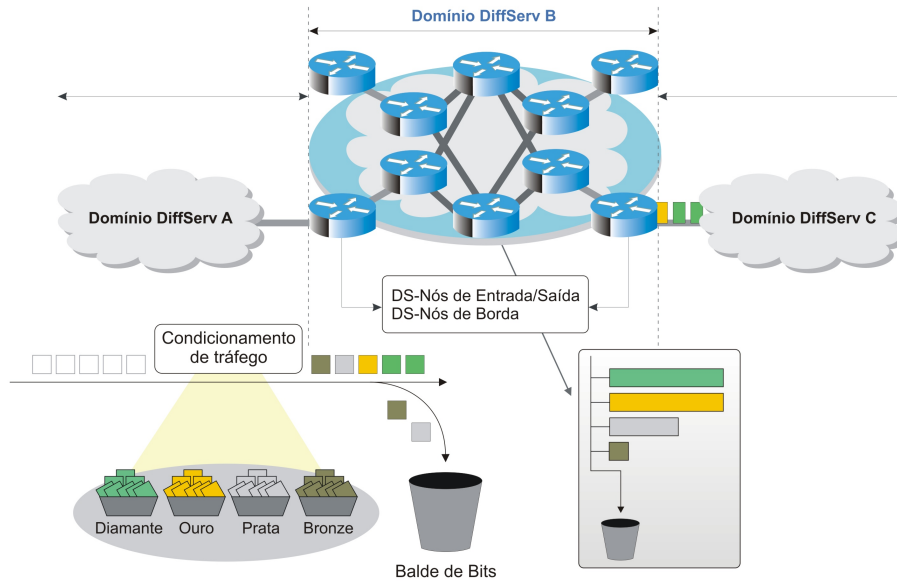 Domínio DiffServ B
Domínio DiffServ A
Domínio DiffServ C
DS-Nós de Entrada/Saída
DS-Nós de Borda
Condicionamento
de tráfego
Diamante
Ouro
Prata
Bronze
Balde de Bits